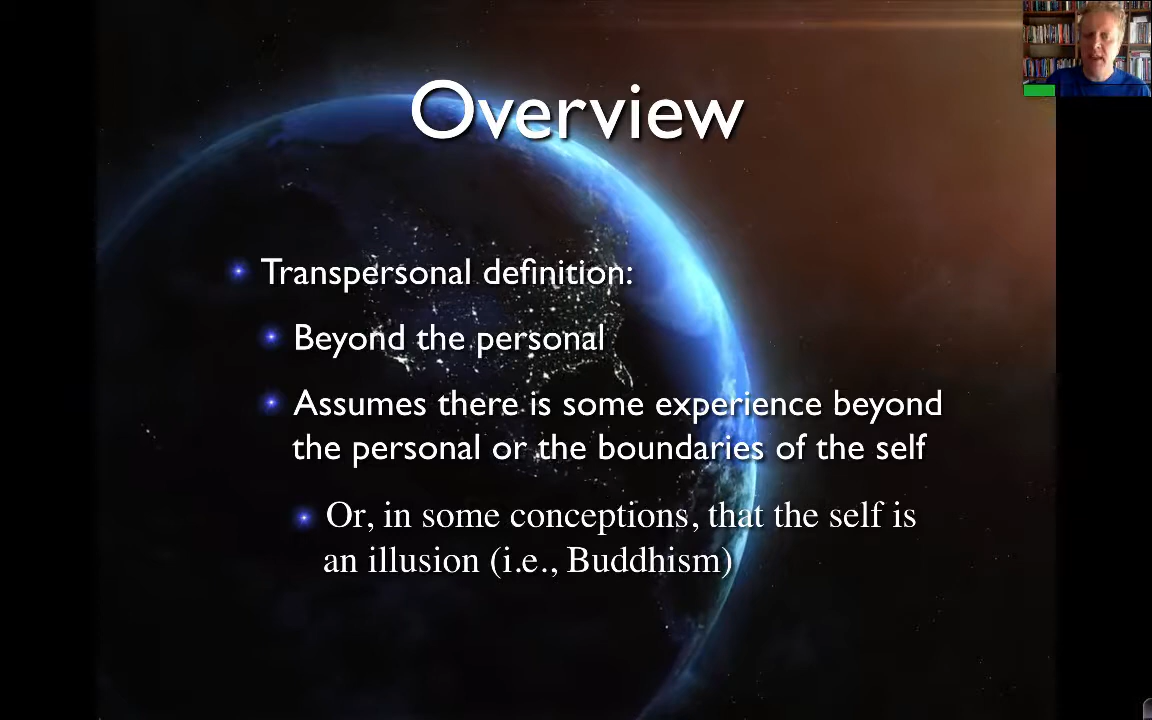 Overview
Transpersonal definition:
Beyond the personal
Assumes there is some experience beyond
the personal or the boundaries of the self
Or, in some conceptions, that the self is
an illusion (i.e., Buddhism)